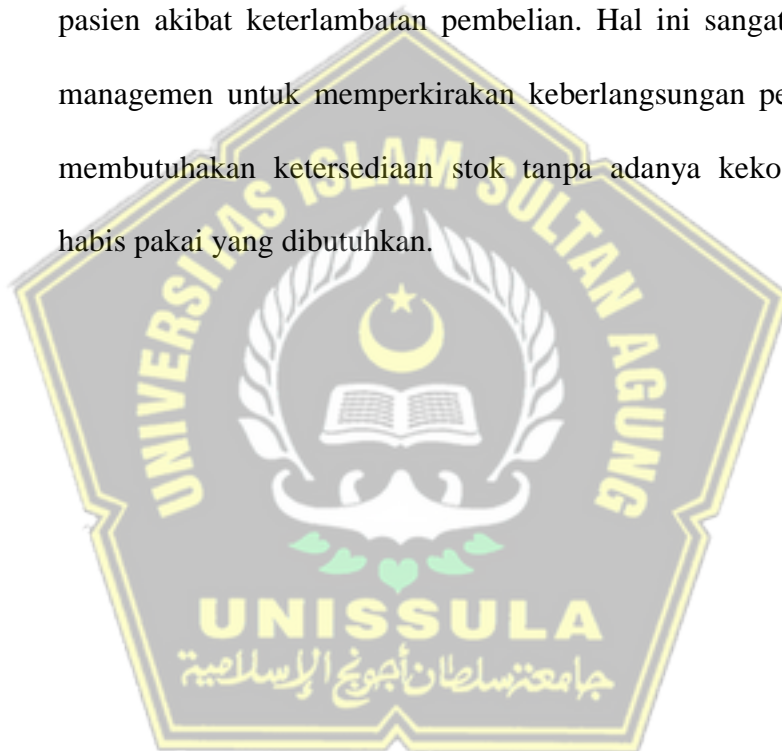 pasien akibat keterlambatan pembelian. Hal ini sangat
managemen untuk memperkirakan keberlangsungan pe
membutuhakan ketersediaan stok tanpa adanya keko
habis pakai yang dibutuhkan.
UNIVERSITAS ISLAM SULTAN AGUNG
UNISSULA
جامعة سلطان أجونج الإسلامية